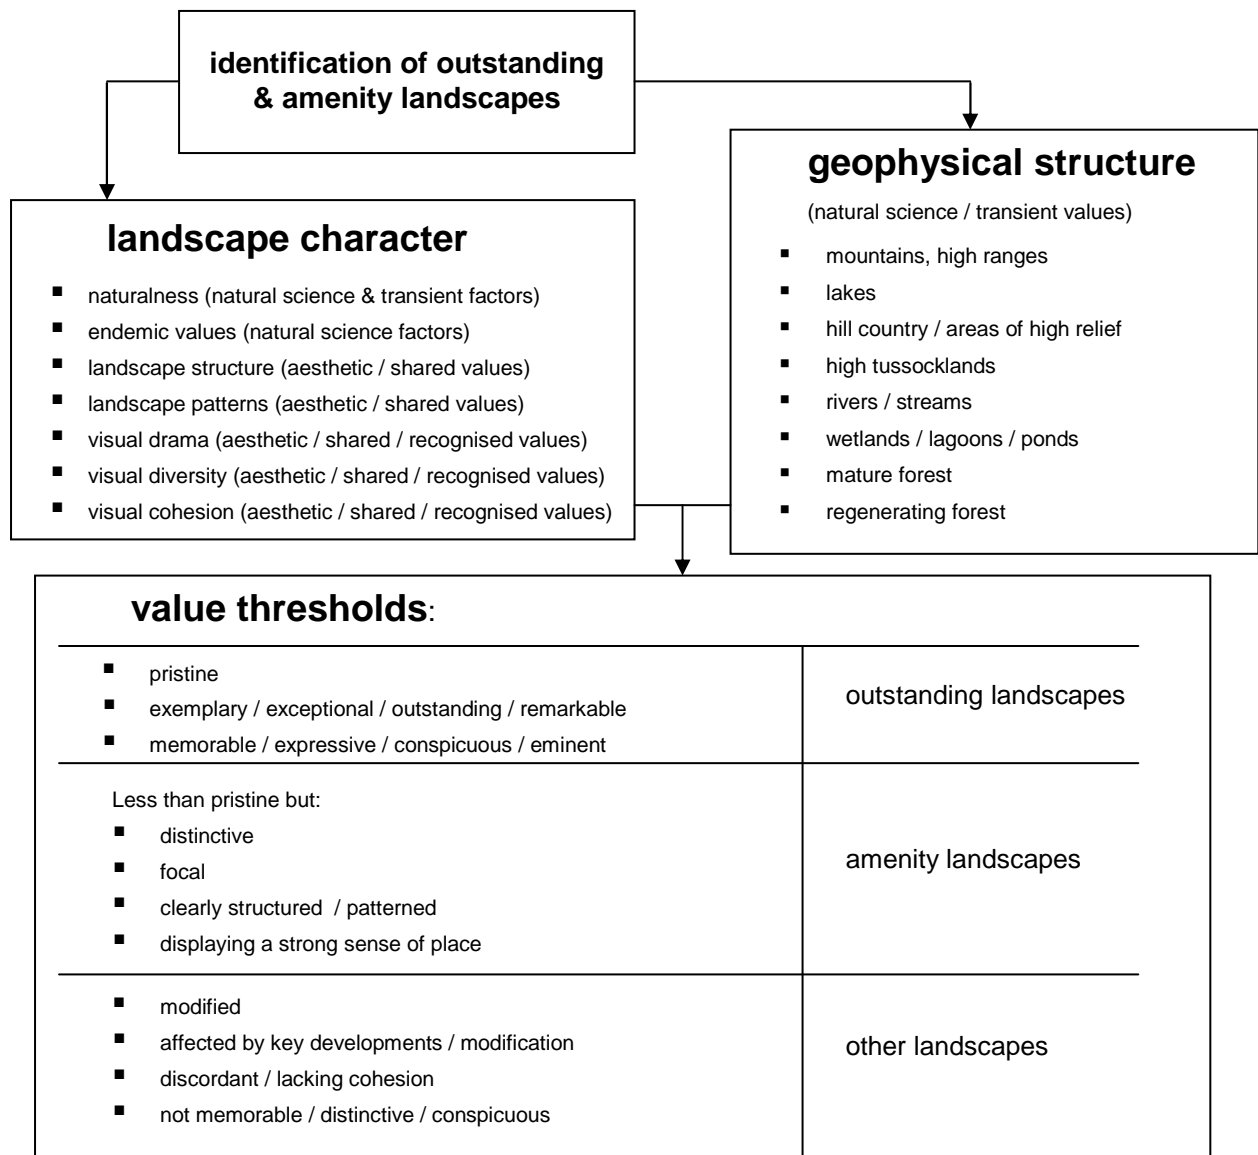 identification of outstanding
& amenity landscapes
landscape character
▪ naturalness (natural science & transient factors)
▪ endemic values (natural science factors)
▪ landscape structure (aesthetic / shared values)
▪ landscape patterns (aesthetic / shared values)
▪ visual drama (aesthetic / shared / recognised values)
▪ visual diversity (aesthetic / shared / recognised values)
▪ visual cohesion (aesthetic / shared / recognised values)
geophysical structure
(natural science / transient values)
▪ mountains, high ranges
▪ lakes
▪ hill country / areas of high relief
▪ high tussocklands
▪ rivers / streams
▪ wetlands / lagoons / ponds
▪ mature forest
▪ regenerating forest
value thresholds:
▪ pristine
▪ exemplary / exceptional / outstanding / remarkable
▪ memorable / expressive / conspicuous / eminent
outstanding landscapes
Less than pristine but:
▪ distinctive
▪ focal
▪ clearly structured / patterned
▪ displaying a strong sense of place
amenity landscapes
▪ modified
▪ affected by key developments / modification
▪ discordant / lacking cohesion
▪ not memorable / distinctive / conspicuous
other landscapes